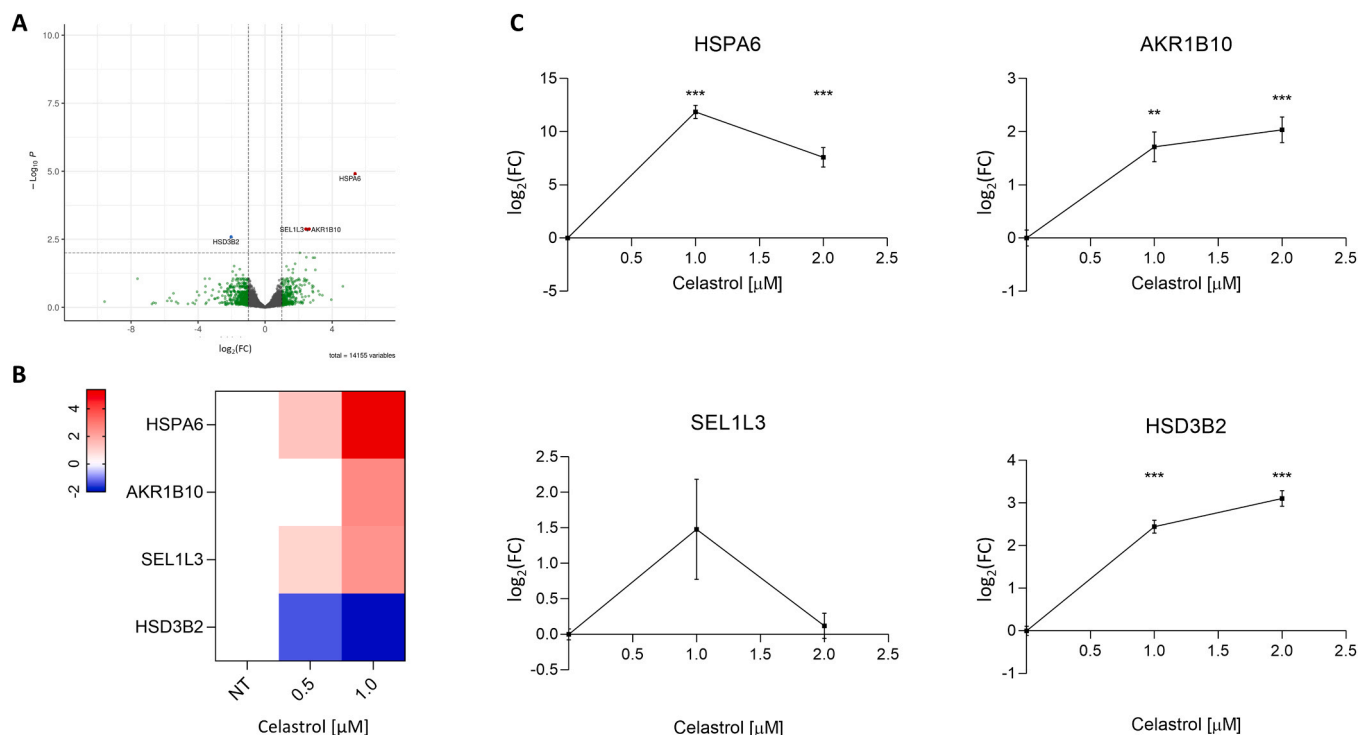 A
10.0
7.5
5.0
2.5
0.0
– Log10 P
HSPA6
SEL1L3
AKR1B10
HSD3B2
-8
-4
0
4
log2(FC)
total = 14155 variables
B
4
2
0
-2
HSPA6
AKR1B10
SEL1L3
HSD3B2
NT
0.5
1.0
Celastrol [µM]
C
HSPA6
15
10
5
0
-5
log2(FC)
***
***
0.5
1.0
1.5
2.0
2.5
Celastrol [µM]
AKR1B10
3
2
1
0
-1
log2(FC)
**
***
0.5
1.0
1.5
2.0
2.5
Celastrol [µM]
SEL1L3
2.5
2.0
1.5
1.0
0.5
0.0
-0.5
log2(FC)
0.5
1.0
1.5
2.0
2.5
Celastrol [µM]
HSD3B2
4
3
2
1
0
-1
log2(FC)
***
***
0.5
1.0
1.5
2.0
2.5
Celastrol [µM]